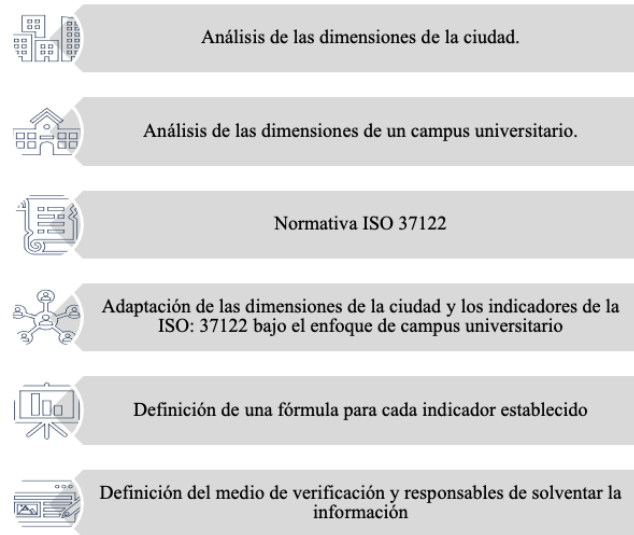 Análisis de las dimensiones de la ciudad.
Análisis de las dimensiones de un campus universitario.
Normativa ISO 37122
Adaptación de las dimensiones de la ciudad y los indicadores de la
ISO: 37122 bajo el enfoque de campus universitario
Definición de una fórmula para cada indicador establecido
Definición del medio de verificación y responsables de solventar la
información